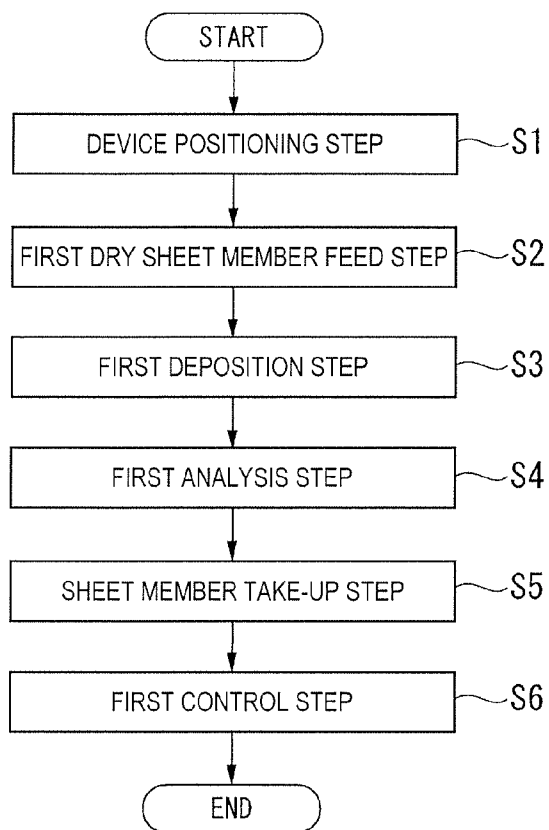 START
DEVICE POSITIONING STEP S1
FIRST DRY SHEET MEMBER FEED STEP S2
FIRST DEPOSITION STEP S3
FIRST ANALYSIS STEP S4
SHEET MEMBER TAKE-UP STEP S5
FIRST CONTROL STEP S6
END